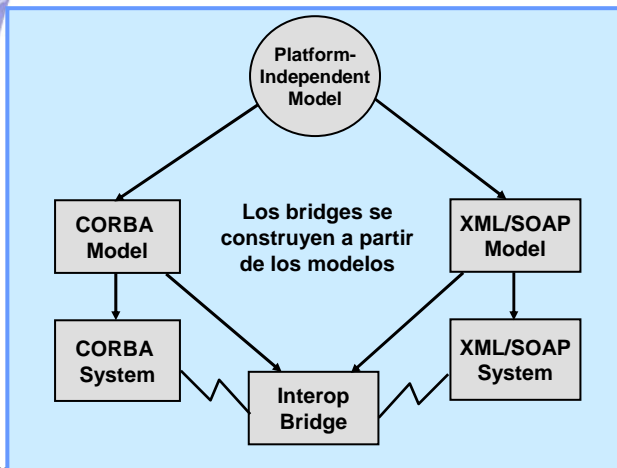 Platform-
Independent
Model
CORBA
Model
Los bridges se
construyen a partir
de los modelos
XML/SOAP
Model
CORBA
System
Interop
Bridge
XML/SOAP
System